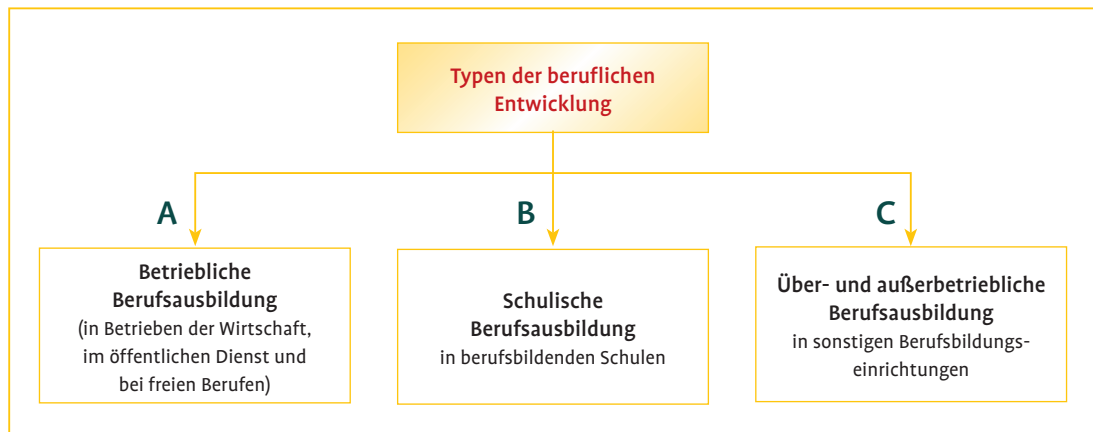 Typen der beruflichen
Entwicklung
A
B
C
Betriebliche
Berufsausbildung
(in Betrieben der Wirtschaft,
im öffentlichen Dienst und
bei freien Berufen)
Schulische
Berufsausbildung
in berufsbildenden Schulen
Über- und außerbetriebliche
Berufsausbildung
in sonstigen Berufsbildungs-
einrichtungen